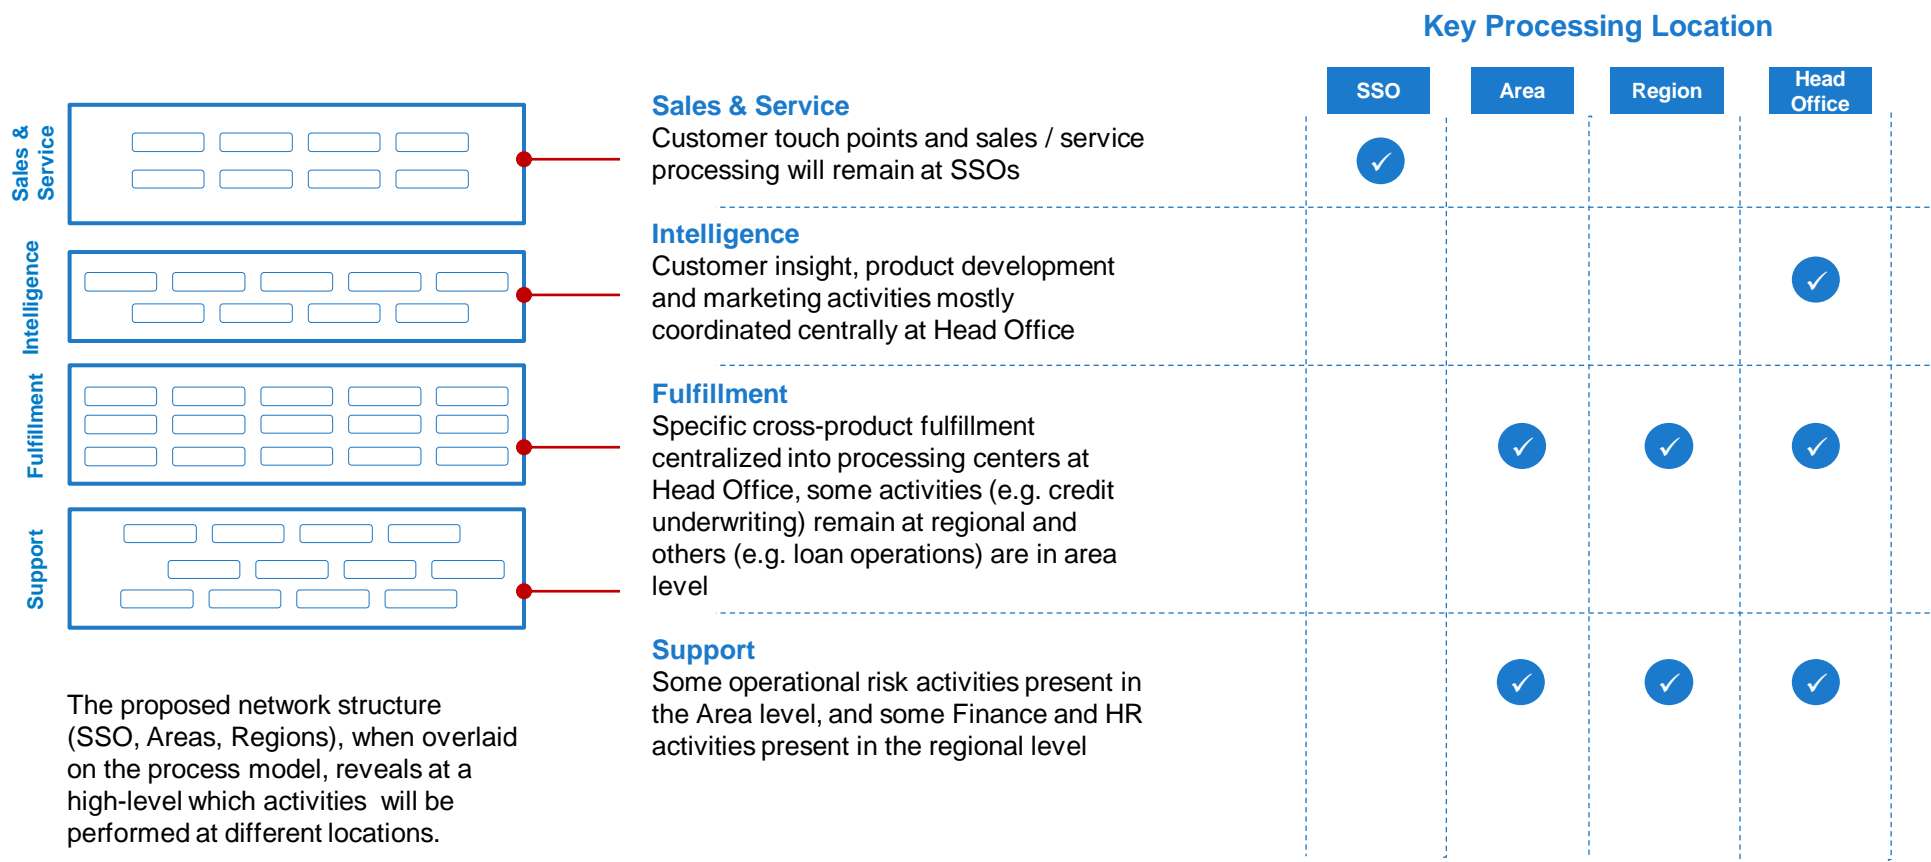 Key Processing Location
SSO
Area
Region
Head
Office
Sales &
Service
Sales & Service
Customer touch points and sales / service
processing will remain at SSOs
Intelligence
Intelligence
Customer insight, product development
and marketing activities mostly
coordinated centrally at Head Office
Fulfillment
Fulfillment
Specific cross-product fulfillment
centralized into processing centers at
Head Office, some activities (e.g. credit
underwriting) remain at regional and
others (e.g. loan operations) are in area
level
Support
Support
Some operational risk activities present in
the Area level, and some Finance and HR
activities present in the regional level
The proposed network structure
(SSO, Areas, Regions), when overlaid
on the process model, reveals at a
high-level which activities will be
performed at different locations.